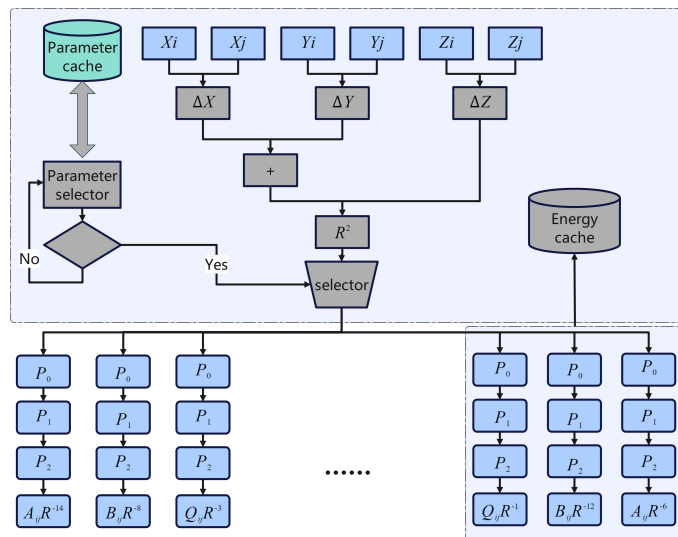 Parameter
cache
Xi Xj Yi Yj Zi Zj
ΔX ΔY ΔZ
Parameter
selector
+
Energy
cache
R²
No
Yes
selector
P₀ P₀ P₀ P₀ P₀ P₀
P₁ P₁ P₁ P₁ P₁ P₁
P₂ P₂ P₂ P₂ P₂ P₂
......
AᵢⱼR⁻¹⁴ BᵢⱼR⁻⁸ QᵢⱼR⁻³ QᵢⱼR⁻¹ BᵢⱼR⁻¹² AᵢⱼR⁻⁶